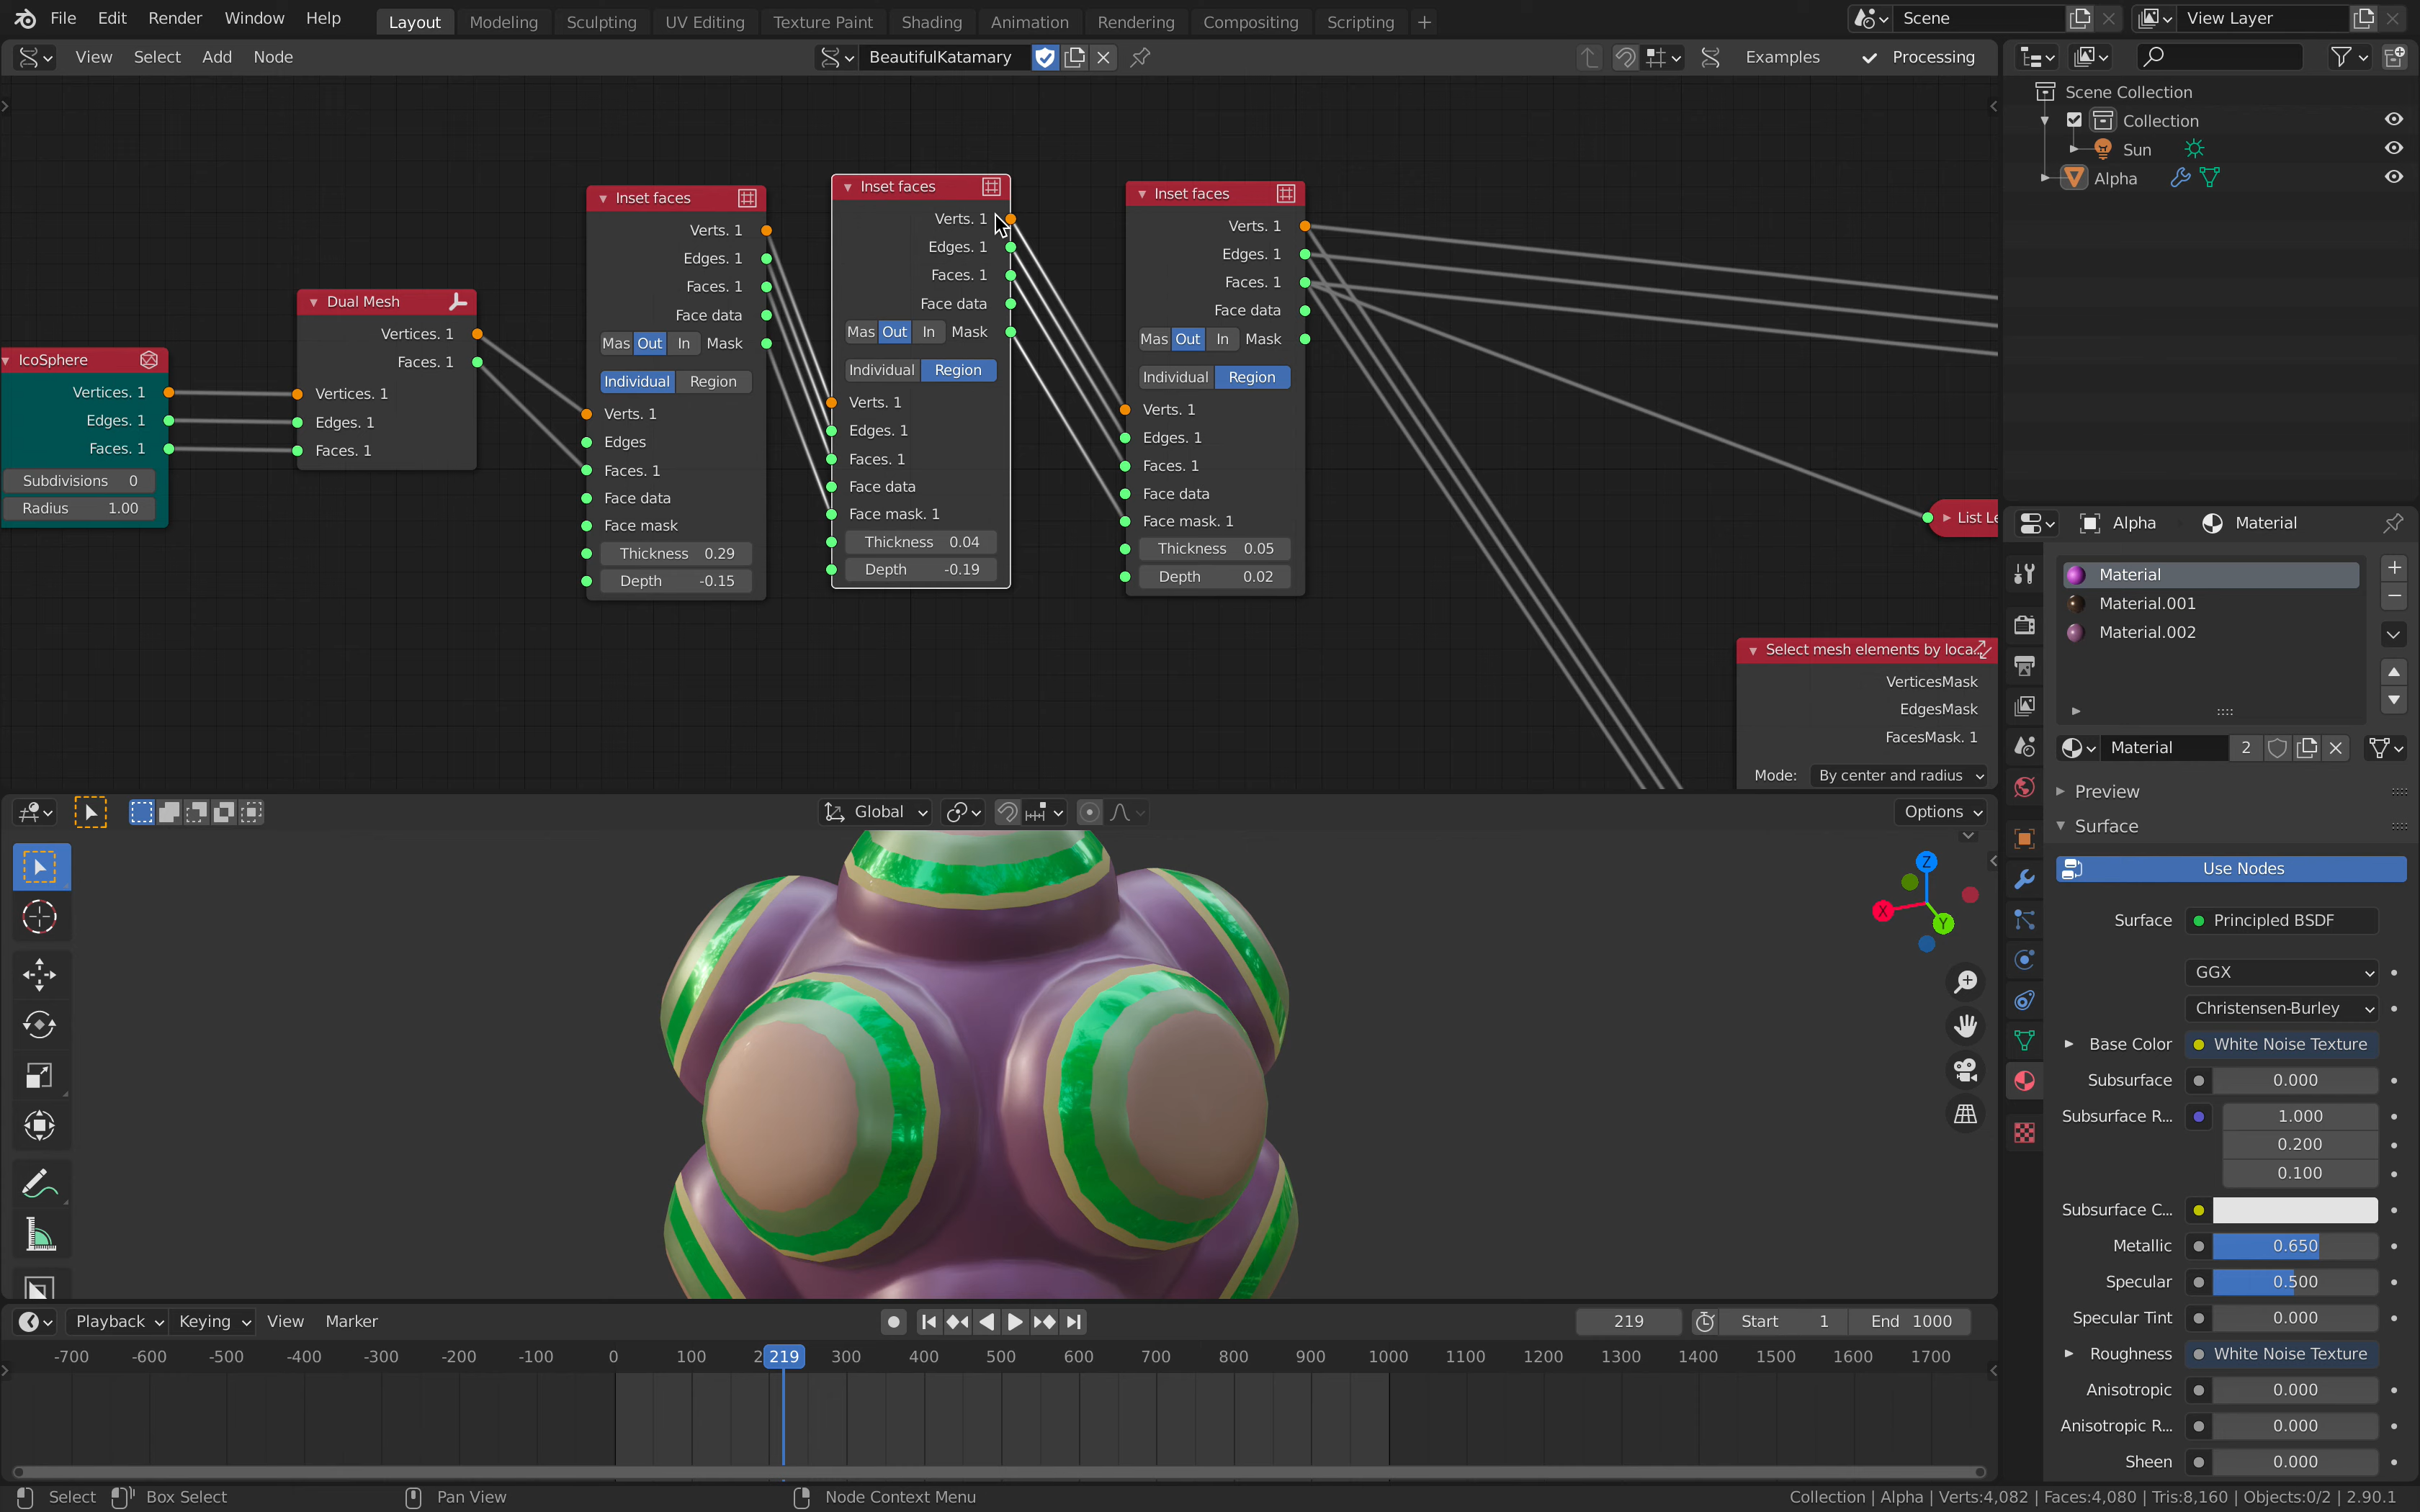 File Edit Render Window Help Layout Modeling Sculpting UV Editing Texture Paint Shading Animation Rendering Compositing Scripting + Scene View Layer
View Select Add Node BeautifulKatamary Examples Processing
Scene Collection
Collection
Sun
Alpha
IcoSphere
Vertices. 1
Edges. 1
Faces. 1
Subdivisions 0
Radius 1.00
Dual Mesh
Vertices. 1
Faces. 1
Vertices. 1
Edges. 1
Faces. 1
Inset faces
Verts. 1
Edges. 1
Faces. 1
Face data
Mas Out In Mask
Individual Region
Verts. 1
Edges
Faces. 1
Face data
Face mask
Thickness 0.29
Depth -0.15
Inset faces
Verts. 1
Edges. 1
Faces. 1
Face data
Mas Out In Mask
Individual Region
Verts. 1
Edges. 1
Faces. 1
Face data
Face mask. 1
Thickness 0.04
Depth -0.19
Inset faces
Verts. 1
Edges. 1
Faces. 1
Face data
Mas Out In Mask
Individual Region
Verts. 1
Edges. 1
Faces. 1
Face data
Face mask. 1
Thickness 0.05
Depth 0.02
List Le
Select mesh elements by loca...
VerticesMask
EdgesMask
FacesMask. 1
Mode: By center and radius
Alpha Material
Material
Material.001
Material.002
Material 2
Preview
Surface
Use Nodes
Surface Principled BSDF
GGX
Christensen-Burley
Base Color White Noise Texture
Subsurface 0.000
Subsurface R... 1.000
0.200
0.100
Subsurface C...
Metallic 0.650
Specular 0.500
Specular Tint 0.000
Roughness White Noise Texture
Anisotropic 0.000
Anisotropic R... 0.000
Sheen 0.000
Global Options
Z
X
Y
Playback Keying View Marker 219 Start 1 End 1000
-700 -600 -500 -400 -300 -200 -100 0 100 2 219 300 400 500 600 700 800 900 1000 1100 1200 1300 1400 1500 1600 1700
Select Box Select Pan View Node Context Menu Collection | Alpha | Verts:4,082 | Faces:4,080 | Tris:8,160 | Objects:0/2 | 2.90.1